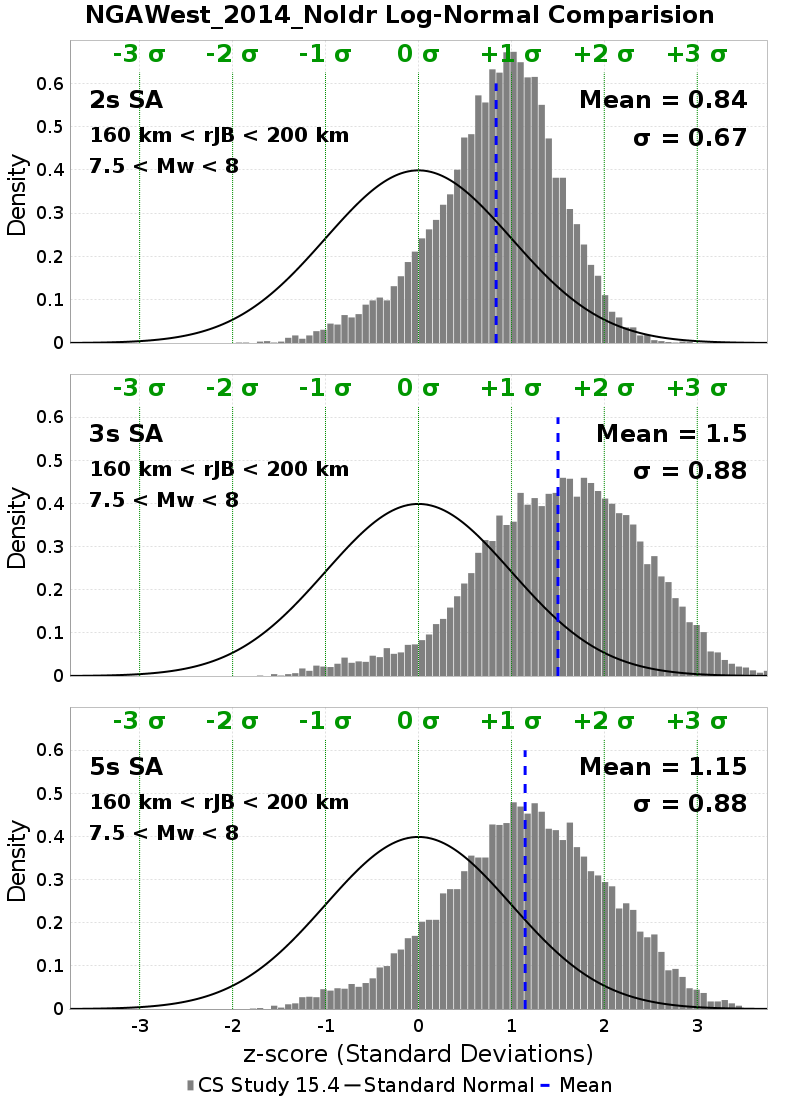 NGAWest_2014_NoIdr Log-Normal Comparision
-3 σ -2 σ -1 σ 0 σ +1 σ +2 σ +3 σ
2s SA
160 km < rJB < 200 km
7.5 < Mw < 8
Mean = 0.84
σ = 0.67
Density
0.6
0.5
0.4
0.3
0.2
0.1
0
-3 σ -2 σ -1 σ 0 σ +1 σ +2 σ +3 σ
3s SA
160 km < rJB < 200 km
7.5 < Mw < 8
Mean = 1.5
σ = 0.88
Density
0.6
0.5
0.4
0.3
0.2
0.1
0
-3 σ -2 σ -1 σ 0 σ +1 σ +2 σ +3 σ
5s SA
160 km < rJB < 200 km
7.5 < Mw < 8
Mean = 1.15
σ = 0.88
Density
0.6
0.5
0.4
0.3
0.2
0.1
0
-3 -2 -1 0 1 2 3
z-score (Standard Deviations)
CS Study 15.4 Standard Normal Mean